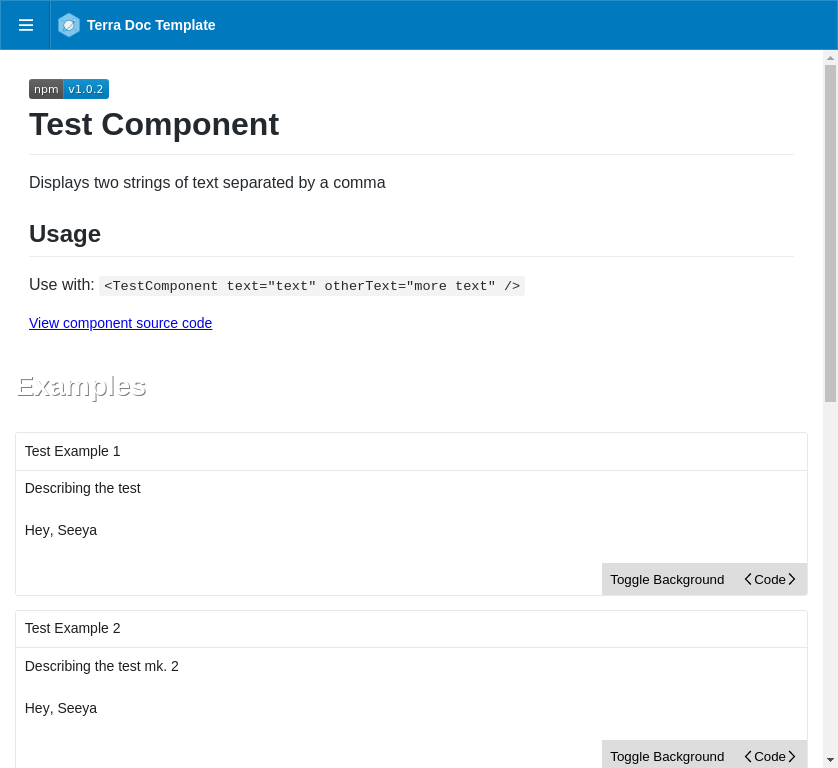 Terra Doc Template
npm v1.0.2
Test Component
Displays two strings of text separated by a comma
Usage
Use with: <TestComponent text="text" otherText="more text" />
View component source code
Examples
Test Example 1
Describing the test
Hey, Seeya
Toggle Background <Code>
Test Example 2
Describing the test mk. 2
Hey, Seeya
Toggle Background <Code>